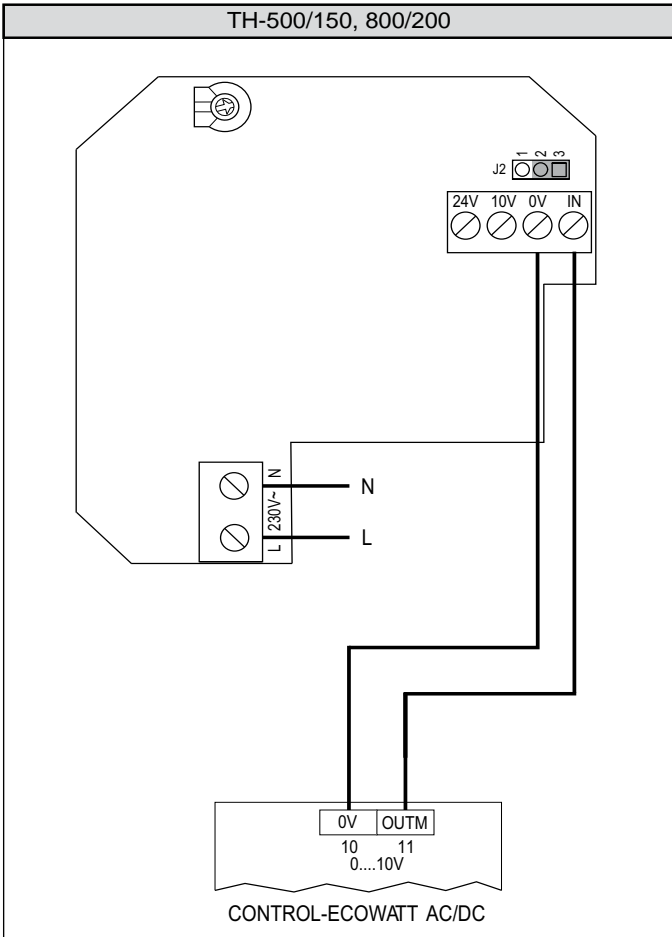 TH-500/150, 800/200
J2 1 2 3
24V 10V 0V IN
N N
230V~
L L
0V OUTM
10 11
0....10V
CONTROL-ECOWATT AC/DC